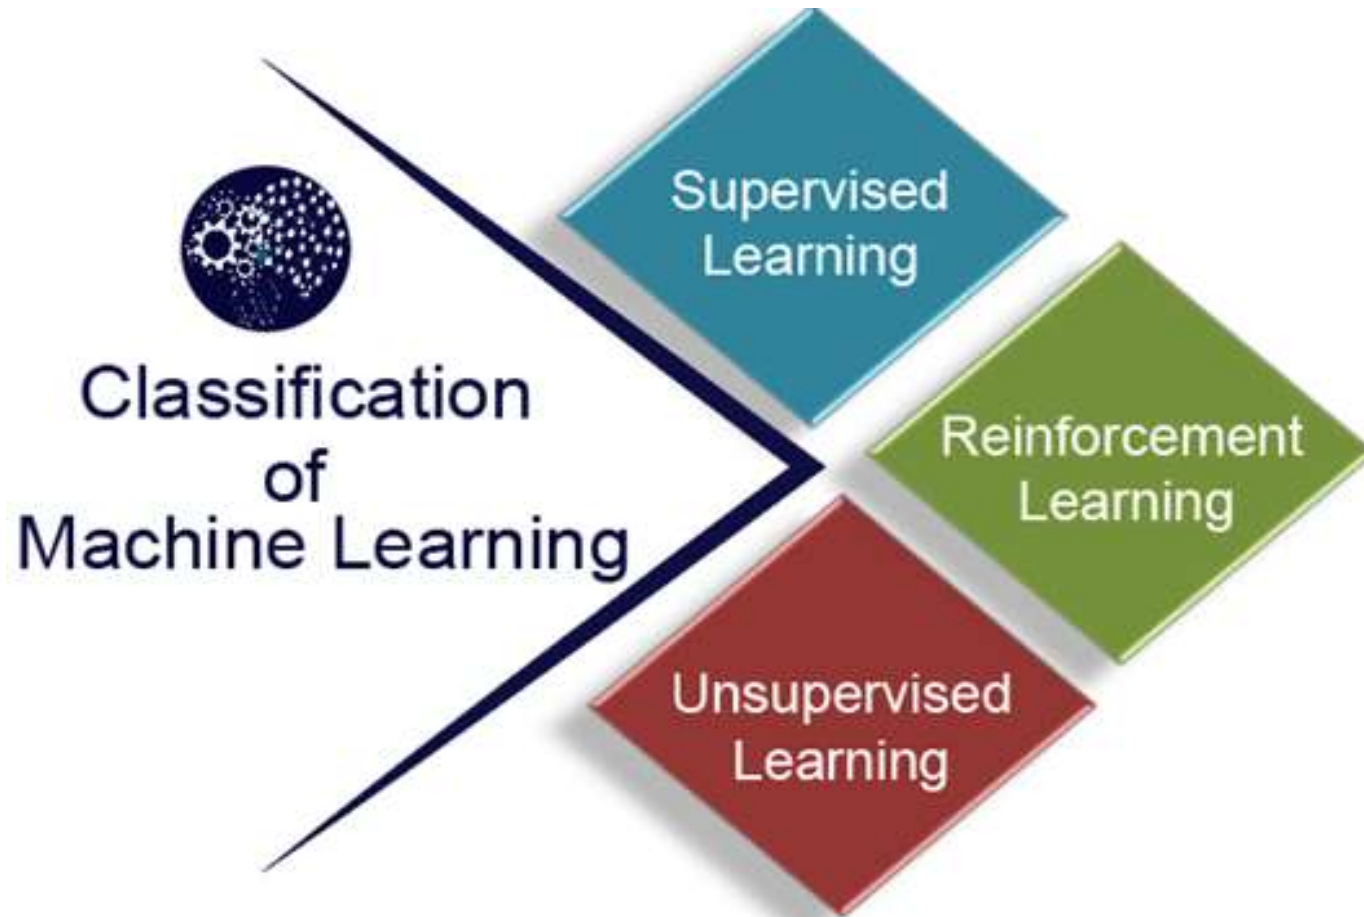 Classification
of
Machine Learning
Supervised
Learning
Reinforcement
Learning
Unsupervised
Learning